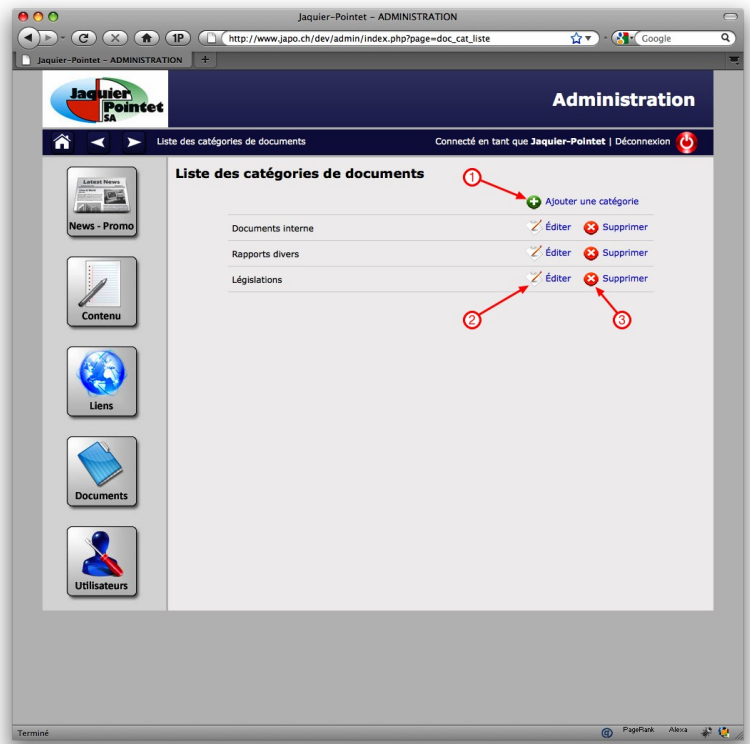 Jaquier-Pointet – ADMINISTRATION
1P
http://www.japo.ch/dev/admin/index.php?page=doc_cat_liste
Google
Jaquier-Pointet – ADMINISTRATION
Jaquier
Pointet
SA
Administration
Liste des catégories de documents
Connecté en tant que Jaquier-Pointet | Déconnexion
Latest News
News - Promo
Contenu
Liens
Documents
Utilisateurs
Liste des catégories de documents
1
Ajouter une catégorie
Documents interne Éditer Supprimer
Rapports divers Éditer Supprimer
Législations Éditer Supprimer
2 3
Terminé
@ PageRank Alexa